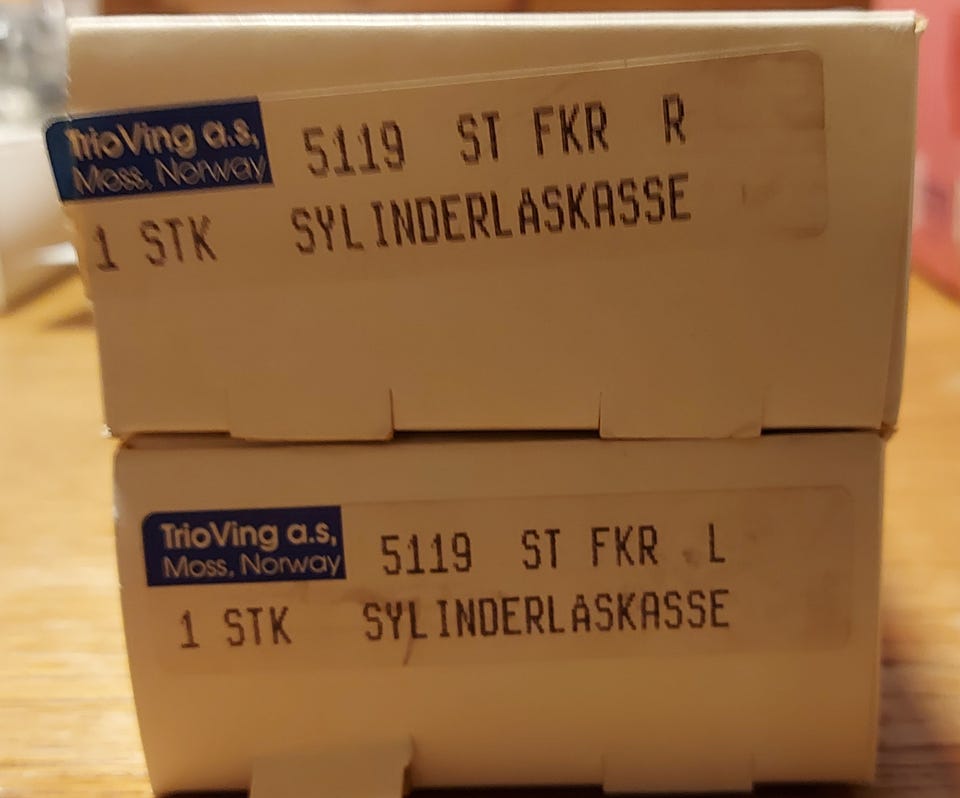 TrioVing a.s,
Moss, Norway
5119 ST FKR R
1 STK SYLINDERLASKASSE
TrioVing a.s,
Moss, Norway
5119 ST FKR L
1 STK SYLINDERLASKASSE